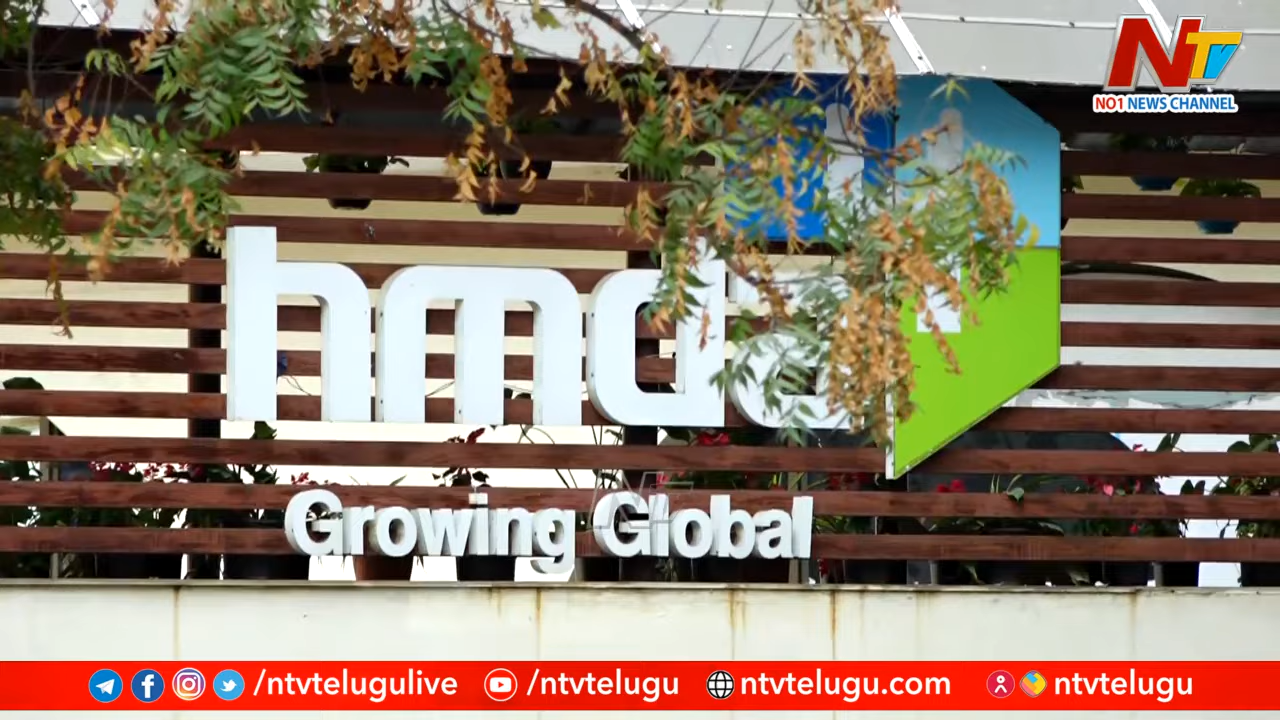 NTV
NO1 NEWS CHANNEL
hmda
Growing Global
/ntvtelugulive
/ntvtelugu
ntvtelugu.com
ntvtelugu